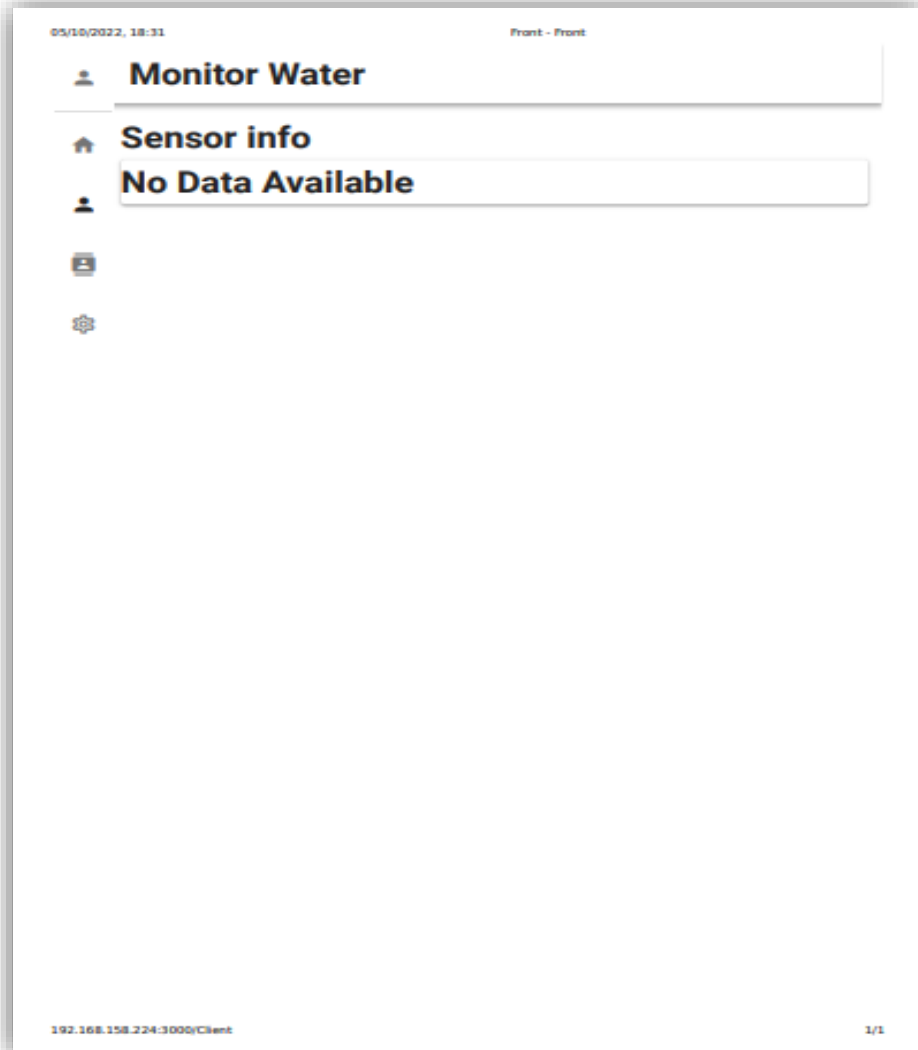 05/10/2022, 18:31 Front - Front
Monitor Water
Sensor info
No Data Available
192.168.158.224:3000/Client 1/1